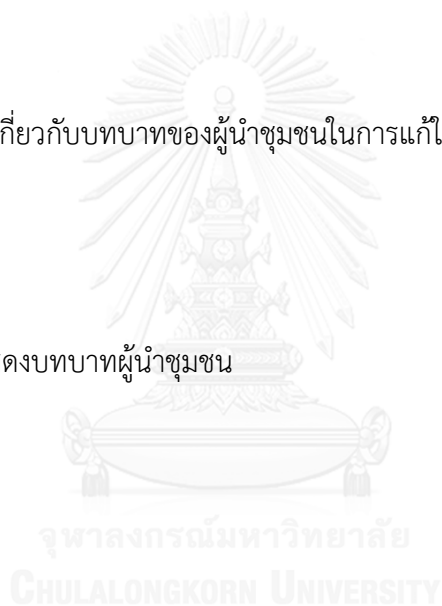 กี่ยวกับบทบาทของผู้นำชุมชนในการแก้ไ
ดงบทบาทผู้นำชุมชน
จุฬาลงกรณ์มหาวิทยาลัย
CHULALONGKORN UNIVERSITY